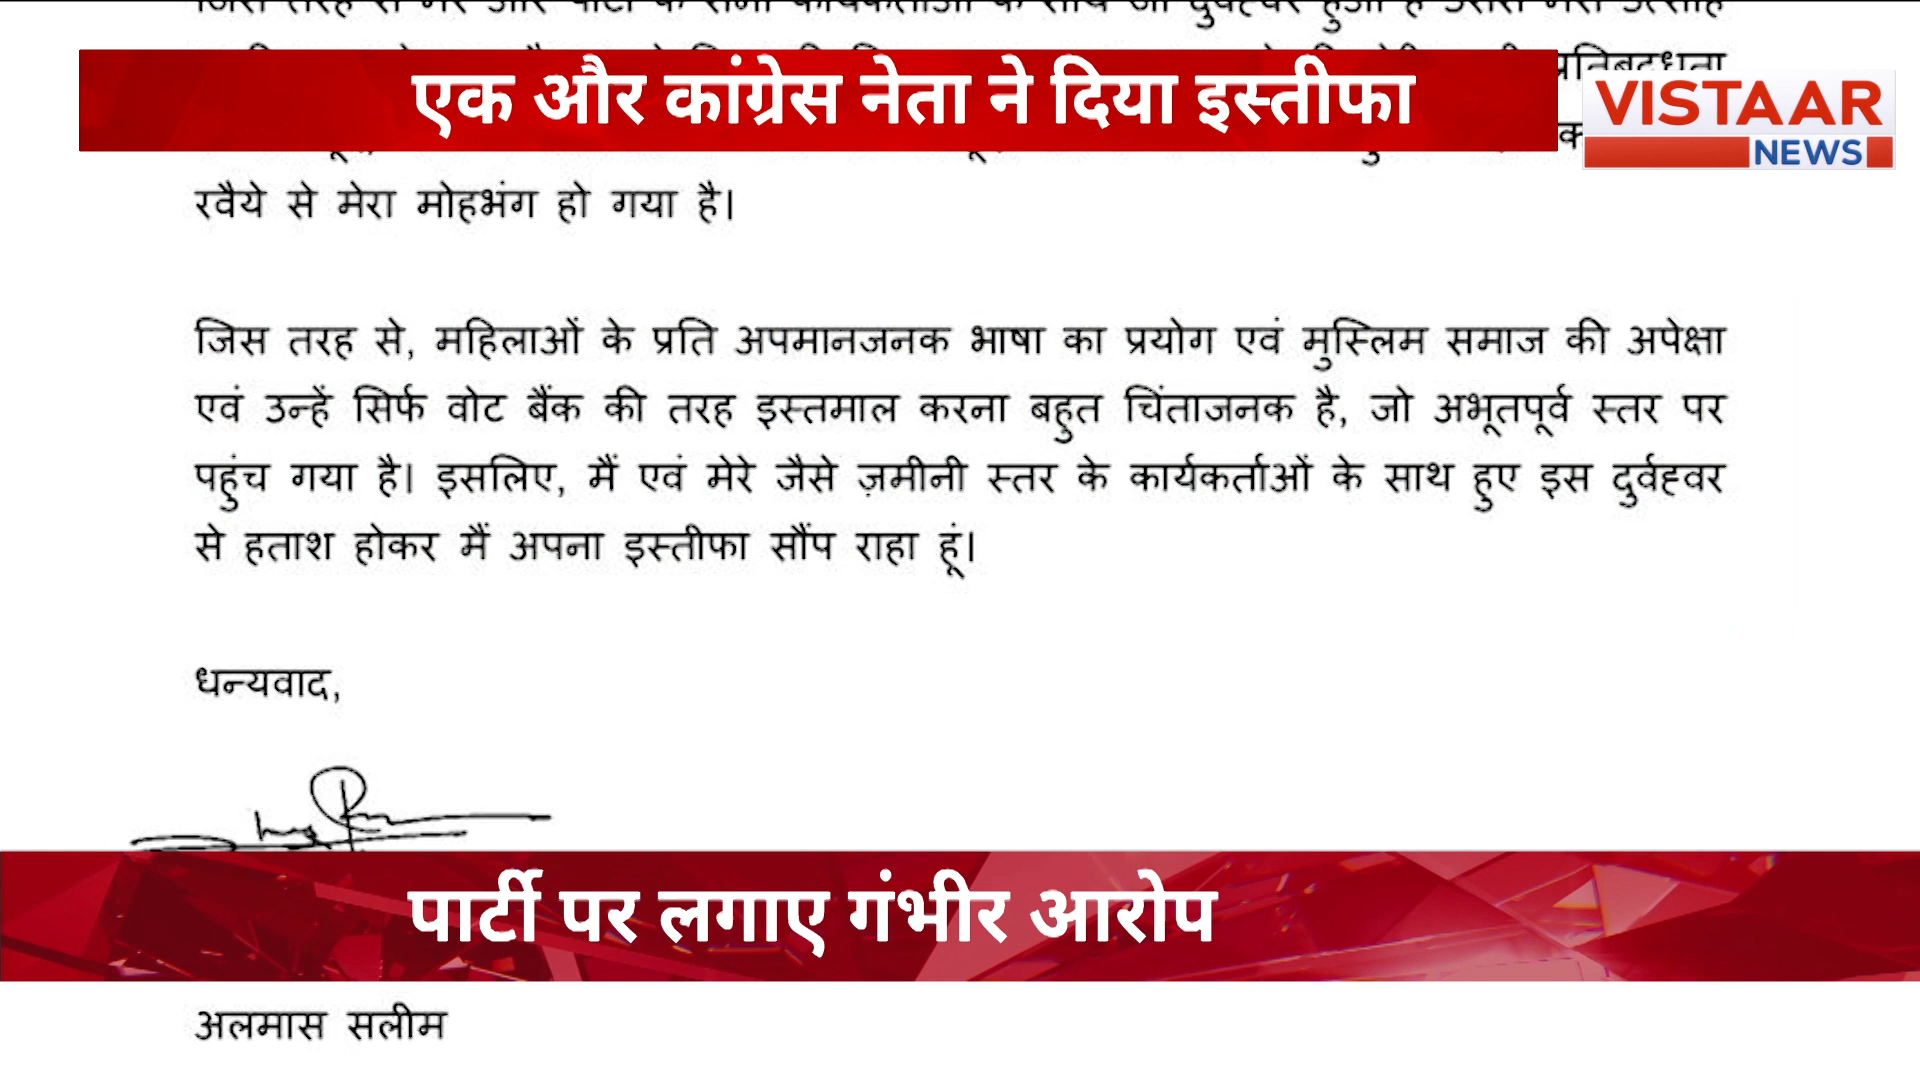 एक और कांग्रेस नेता ने दिया इस्तीफा
VISTAAR
NEWS
रवैये से मेरा मोहभंग हो गया है।
जिस तरह से, महिलाओं के प्रति अपमानजनक भाषा का प्रयोग एवं मुस्लिम समाज की अपेक्षा
एवं उन्हें सिर्फ वोट बैंक की तरह इस्तमाल करना बहुत चिंताजनक है, जो अभूतपूर्व स्तर पर
पहुंच गया है। इसलिए, मैं एवं मेरे जैसे ज़मीनी स्तर के कार्यकर्ताओं के साथ हुए इस दुर्वह्वर
से हताश होकर मैं अपना इस्तीफा सौंप राहा हूं।
धन्यवाद,
पार्टी पर लगाए गंभीर आरोप
अलमास सलीम